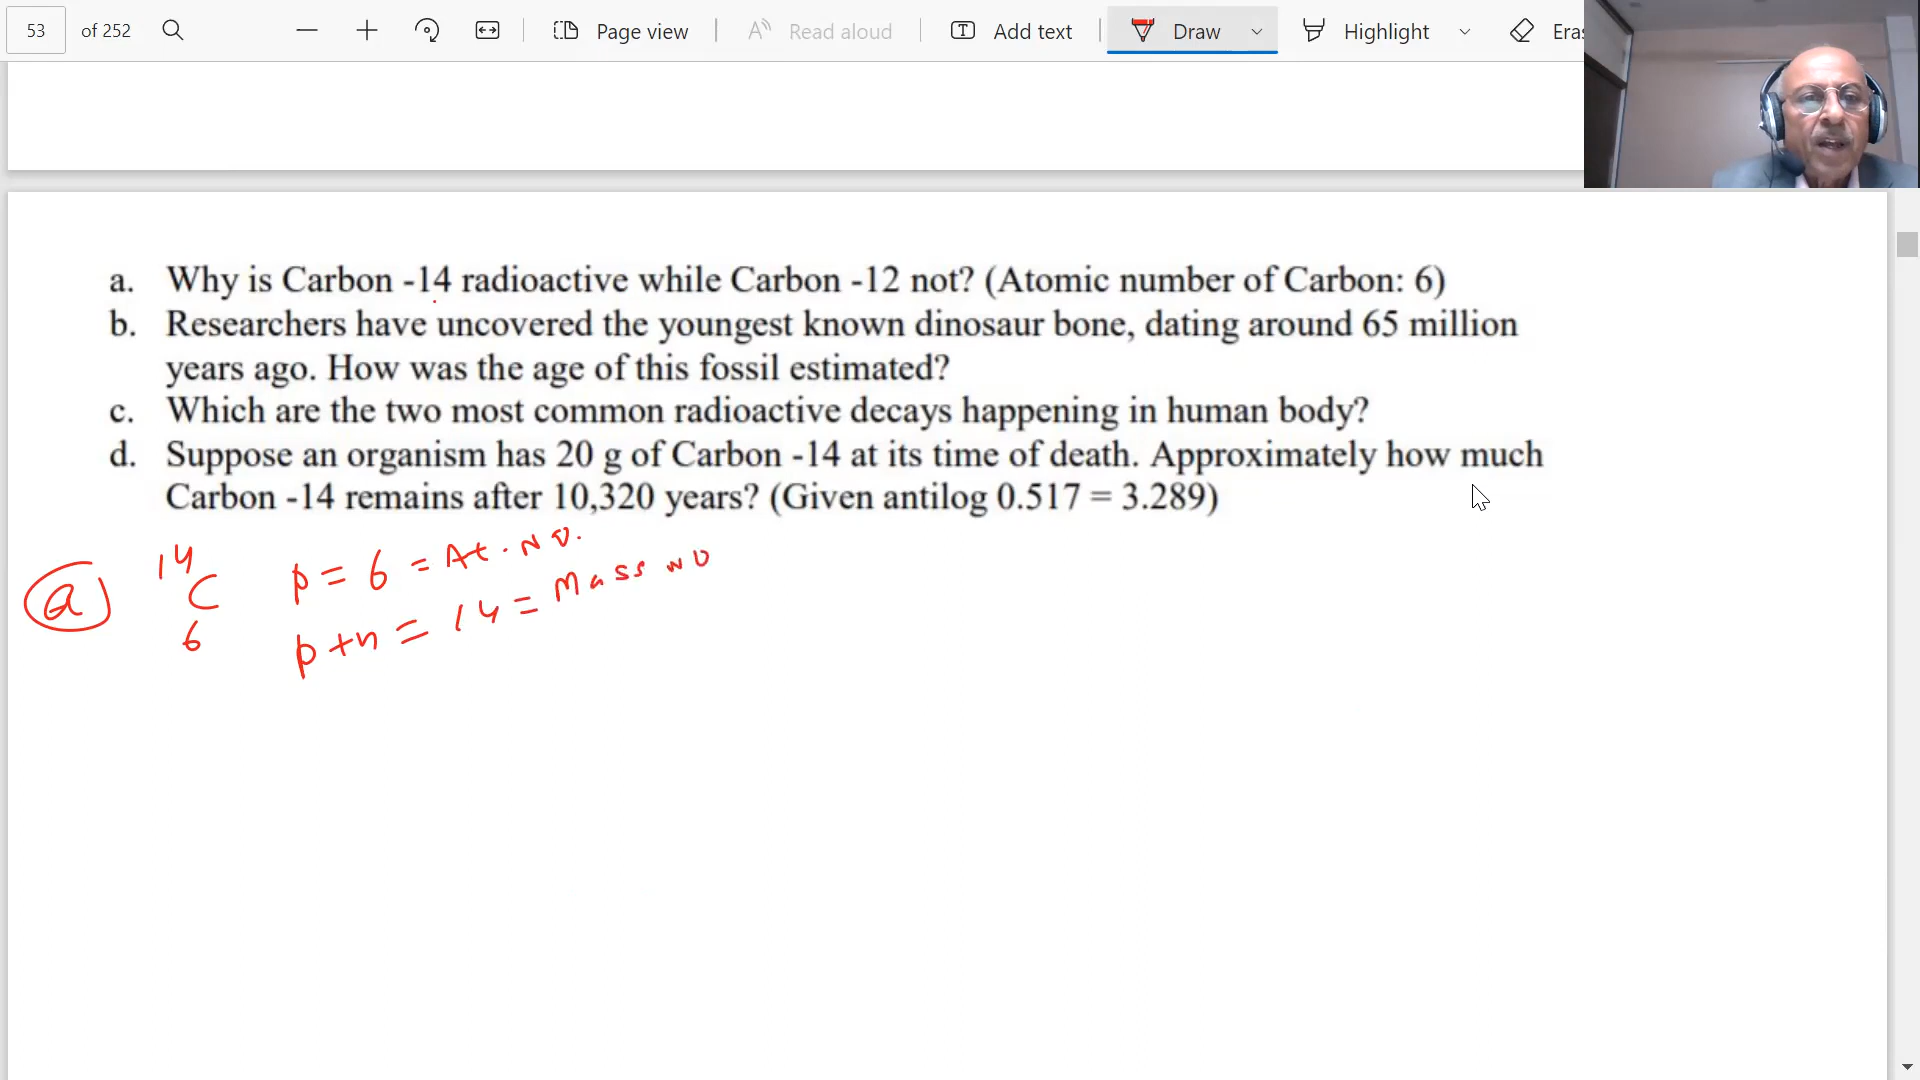 53 of 252 Page view Read aloud Add text Draw Highlight
a. Why is Carbon -14 radioactive while Carbon -12 not? (Atomic number of Carbon: 6)
b. Researchers have uncovered the youngest known dinosaur bone, dating around 65 million
years ago. How was the age of this fossil estimated?
c. Which are the two most common radioactive decays happening in human body?
d. Suppose an organism has 20 g of Carbon -14 at its time of death. Approximately how much
Carbon -14 remains after 10,320 years? (Given antilog 0.517 = 3.289)
a 14 C 6
p = 6 = At. No.
p+n = 14 = Mass no